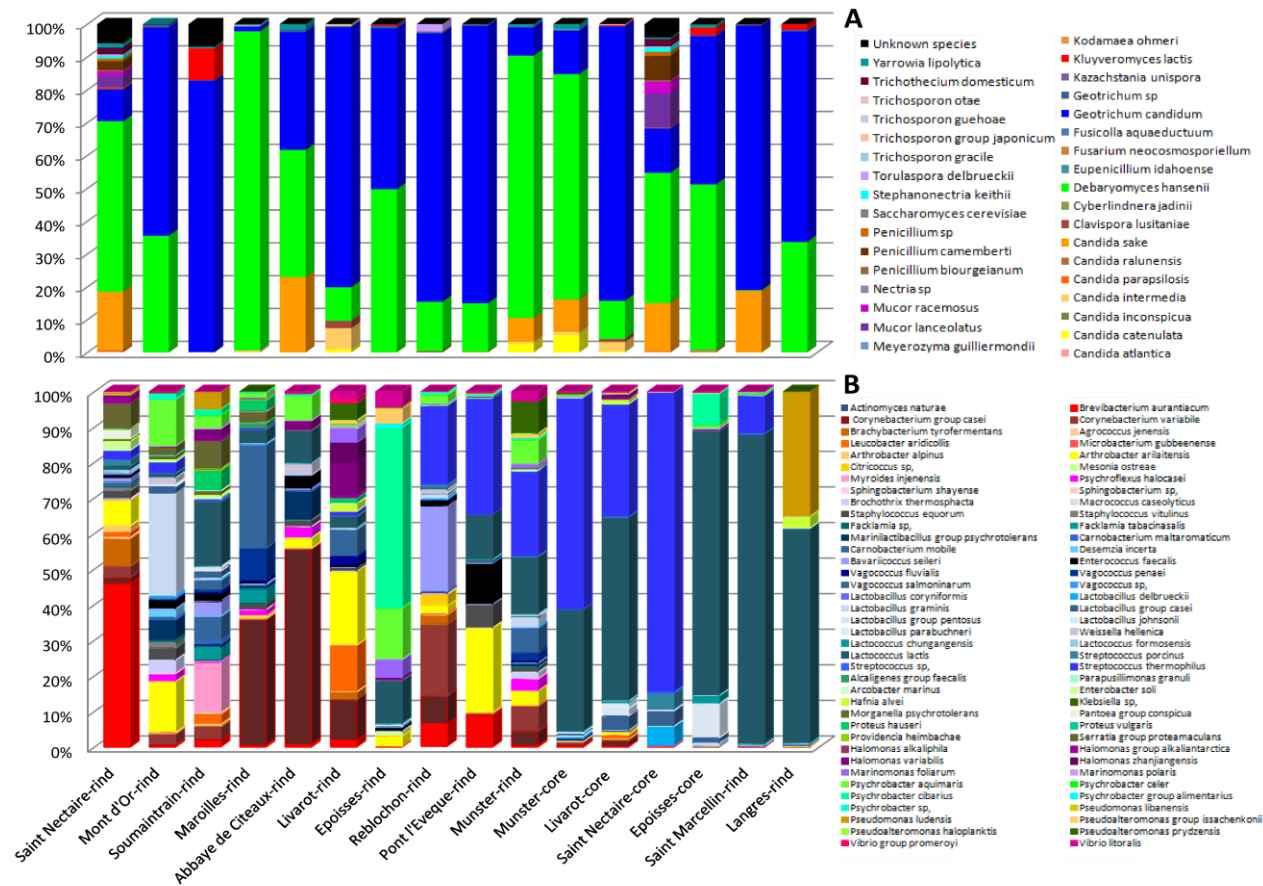 A
100%
90%
80%
70%
60%
50%
40%
30%
20%
10%
0%
Unknown species
Yarrowia lipolytica
Trichothecium domesticum
Trichosporon otae
Trichosporon guehoae
Trichosporon group japonicum
Trichosporon gracile
Torulaspora delbrueckii
Stephanonectria keithii
Saccharomyces cerevisiae
Penicillium sp
Penicillium camemberti
Penicillium biourgeianum
Nectria sp
Mucor racemosus
Mucor lanceolatus
Meyerozyma guilliermondii
Kodamaea ohmeri
Kluyveromyces lactis
Kazachstania unispora
Geotrichum sp
Geotrichum candidum
Fusicolla aquaeductuum
Fusarium neocosmosporiellum
Eupenicillium idahoense
Debaryomyces hansenii
Cyberlindnera jadinii
Clavispora lusitaniae
Candida sake
Candida ralunensis
Candida parapsilosis
Candida intermedia
Candida inconspicua
Candida catenulata
Candida atlantica
B
100%
90%
80%
70%
60%
50%
40%
30%
20%
10%
0%
Saint Nectaire-rind
Mont d'Or-rind
Soumaintrain-rind
Maroilles-rind
Abbaye de Citeaux-rind
Livarot-rind
Epoisses-rind
Reblochon-rind
Pont l'Eveque-rind
Munster-rind
Munster-core
Livarot-core
Saint Nectaire-core
Epoisses-core
Saint Marcellin-rind
Langres-rind
Actinomyces naturae
Corynebacterium group casei
Brachybacterium tyrofermentans
Leucobacter aridicollis
Arthrobacter alpinus
Citricoccus sp,
Myroides injenensis
Sphingobacterium shayense
Brochothrix thermosphacta
Staphylococcus equorum
Facklamia sp,
Marinilactibacillus group psychrotolerans
Carnobacterium mobile
Bavariicoccus seileri
Vagococcus fluvialis
Vagococcus salmoninarum
Lactobacillus coryniformis
Lactobacillus graminis
Lactobacillus group pentosus
Lactobacillus parabuchneri
Lactococcus chungangensis
Lactococcus lactis
Streptococcus sp,
Alcaligenes group faecalis
Arcobacter marinus
Hafnia alvei
Morganella psychrotolerans
Proteus hauseri
Providencia heimbachae
Halomonas alkaliphila
Halomonas variabilis
Marinomonas foliarum
Psychrobacter aquimaris
Psychrobacter cibarius
Psychrobacter sp,
Pseudomonas ludensis
Pseudoalteromonas haloplanktis
Vibrio group promeroyi
Brevibacterium aurantiacum
Corynebacterium variabile
Agrococcus jenensis
Microbacterium gubbeenense
Arthrobacter arilaitensis
Mesonia ostreae
Psychroflexus halocasei
Sphingobacterium sp,
Macrococcus caseolyticus
Staphylococcus vitulinus
Facklamia tabacinasalis
Carnobacterium maltaromaticum
Desemzia incerta
Enterococcus faecalis
Vagococcus penaei
Vagococcus sp,
Lactobacillus delbrueckii
Lactobacillus group casei
Lactobacillus johnsonii
Weissella hellenica
Lactococcus formosensis
Streptococcus porcinus
Streptococcus thermophilus
Parapusillimonas granuli
Enterobacter soli
Klebsiella sp,
Pantoea group conspicua
Proteus vulgaris
Serratia group proteamaculans
Halomonas group alkaliantarctica
Halomonas zhanjiangensis
Marinomonas polaris
Psychrobacter celer
Psychrobacter group alimentarius
Pseudomonas libanensis
Pseudoalteromonas group issachenkonii
Pseudoalteromonas prydzensis
Vibrio litoralis